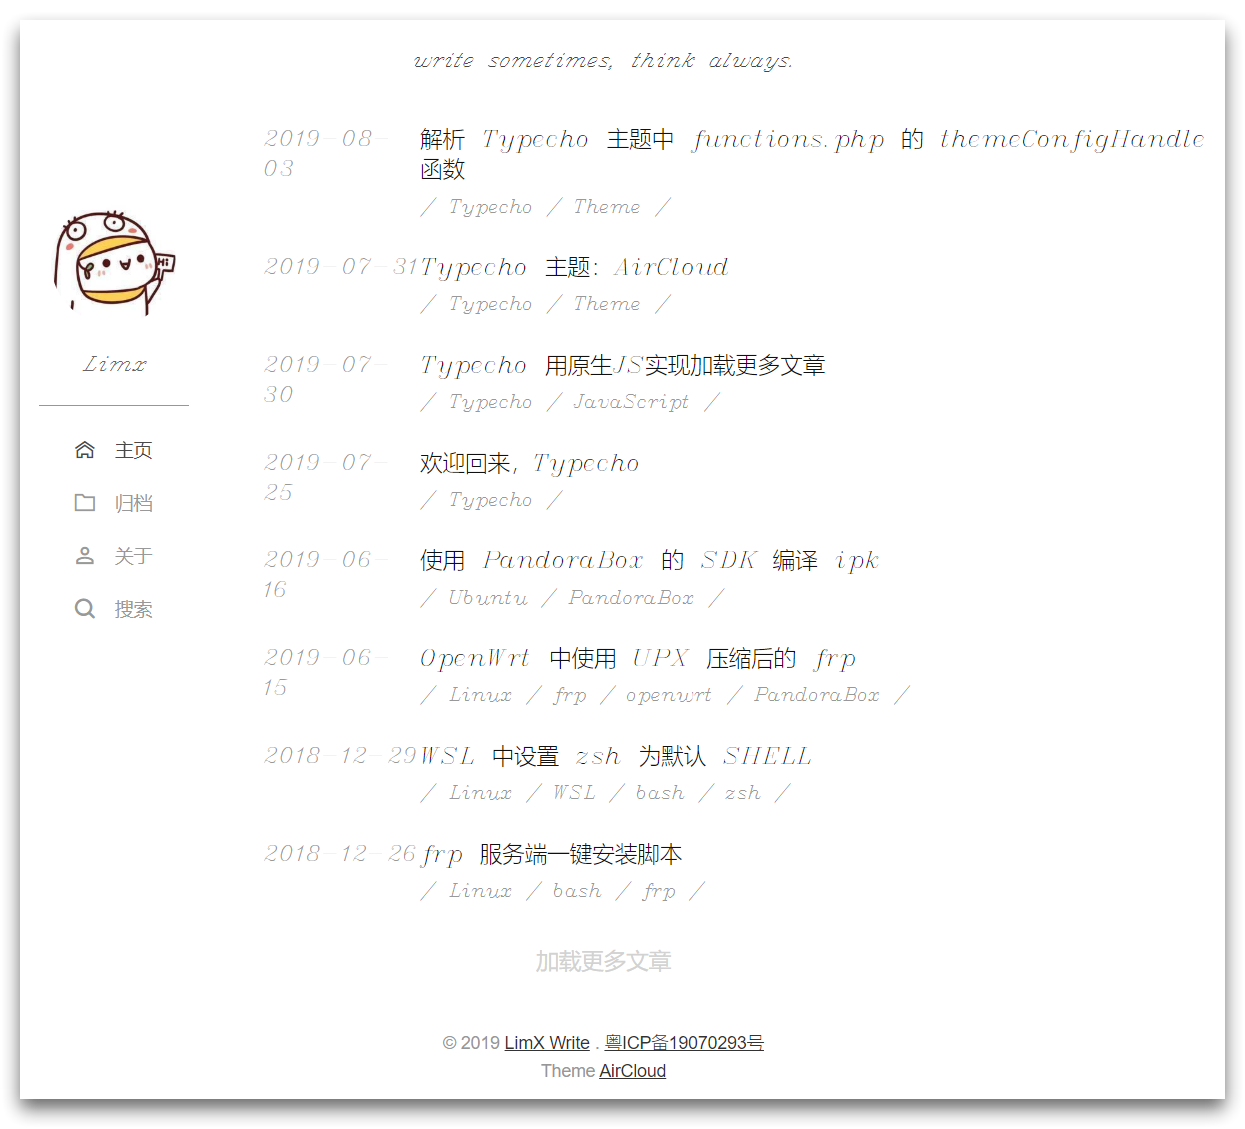 write sometimes, think always.
Hi
Limx
主页
归档
关于
搜索
2019-08-
03
解析 Typecho 主题中 functions.php 的 themeConfigHandle
函数
/ Typecho / Theme /
2019-07-31
Typecho 主题：AirCloud
/ Typecho / Theme /
2019-07-
30
Typecho 用原生JS实现加载更多文章
/ Typecho / JavaScript /
2019-07-
25
欢迎回来，Typecho
/ Typecho /
2019-06-
16
使用 PandoraBox 的 SDK 编译 ipk
/ Ubuntu / PandoraBox /
2019-06-
15
OpenWrt 中使用 UPX 压缩后的 frp
/ Linux / frp / openwrt / PandoraBox /
2018-12-29
WSL 中设置 zsh 为默认 SHELL
/ Linux / WSL / bash / zsh /
2018-12-26
frp 服务端一键安装脚本
/ Linux / bash / frp /
加载更多文章
© 2019 LimX Write . 粤ICP备19070293号
Theme AirCloud